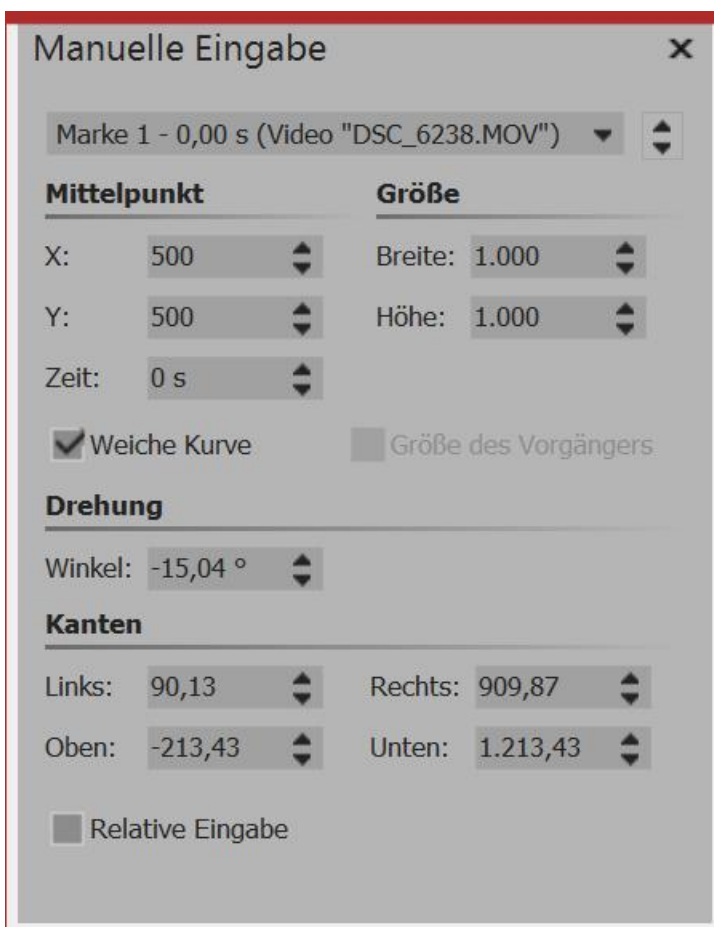 Manuelle Eingabe
Marke 1 - 0,00 s (Video "DSC_6238.MOV")
Mittelpunkt Größe
X: 500 Breite: 1.000
Y: 500 Höhe: 1.000
Zeit: 0 s
Weiche Kurve Größe des Vorgängers
Drehung
Winkel: -15,04 °
Kanten
Links: 90,13 Rechts: 909,87
Oben: -213,43 Unten: 1.213,43
Relative Eingabe